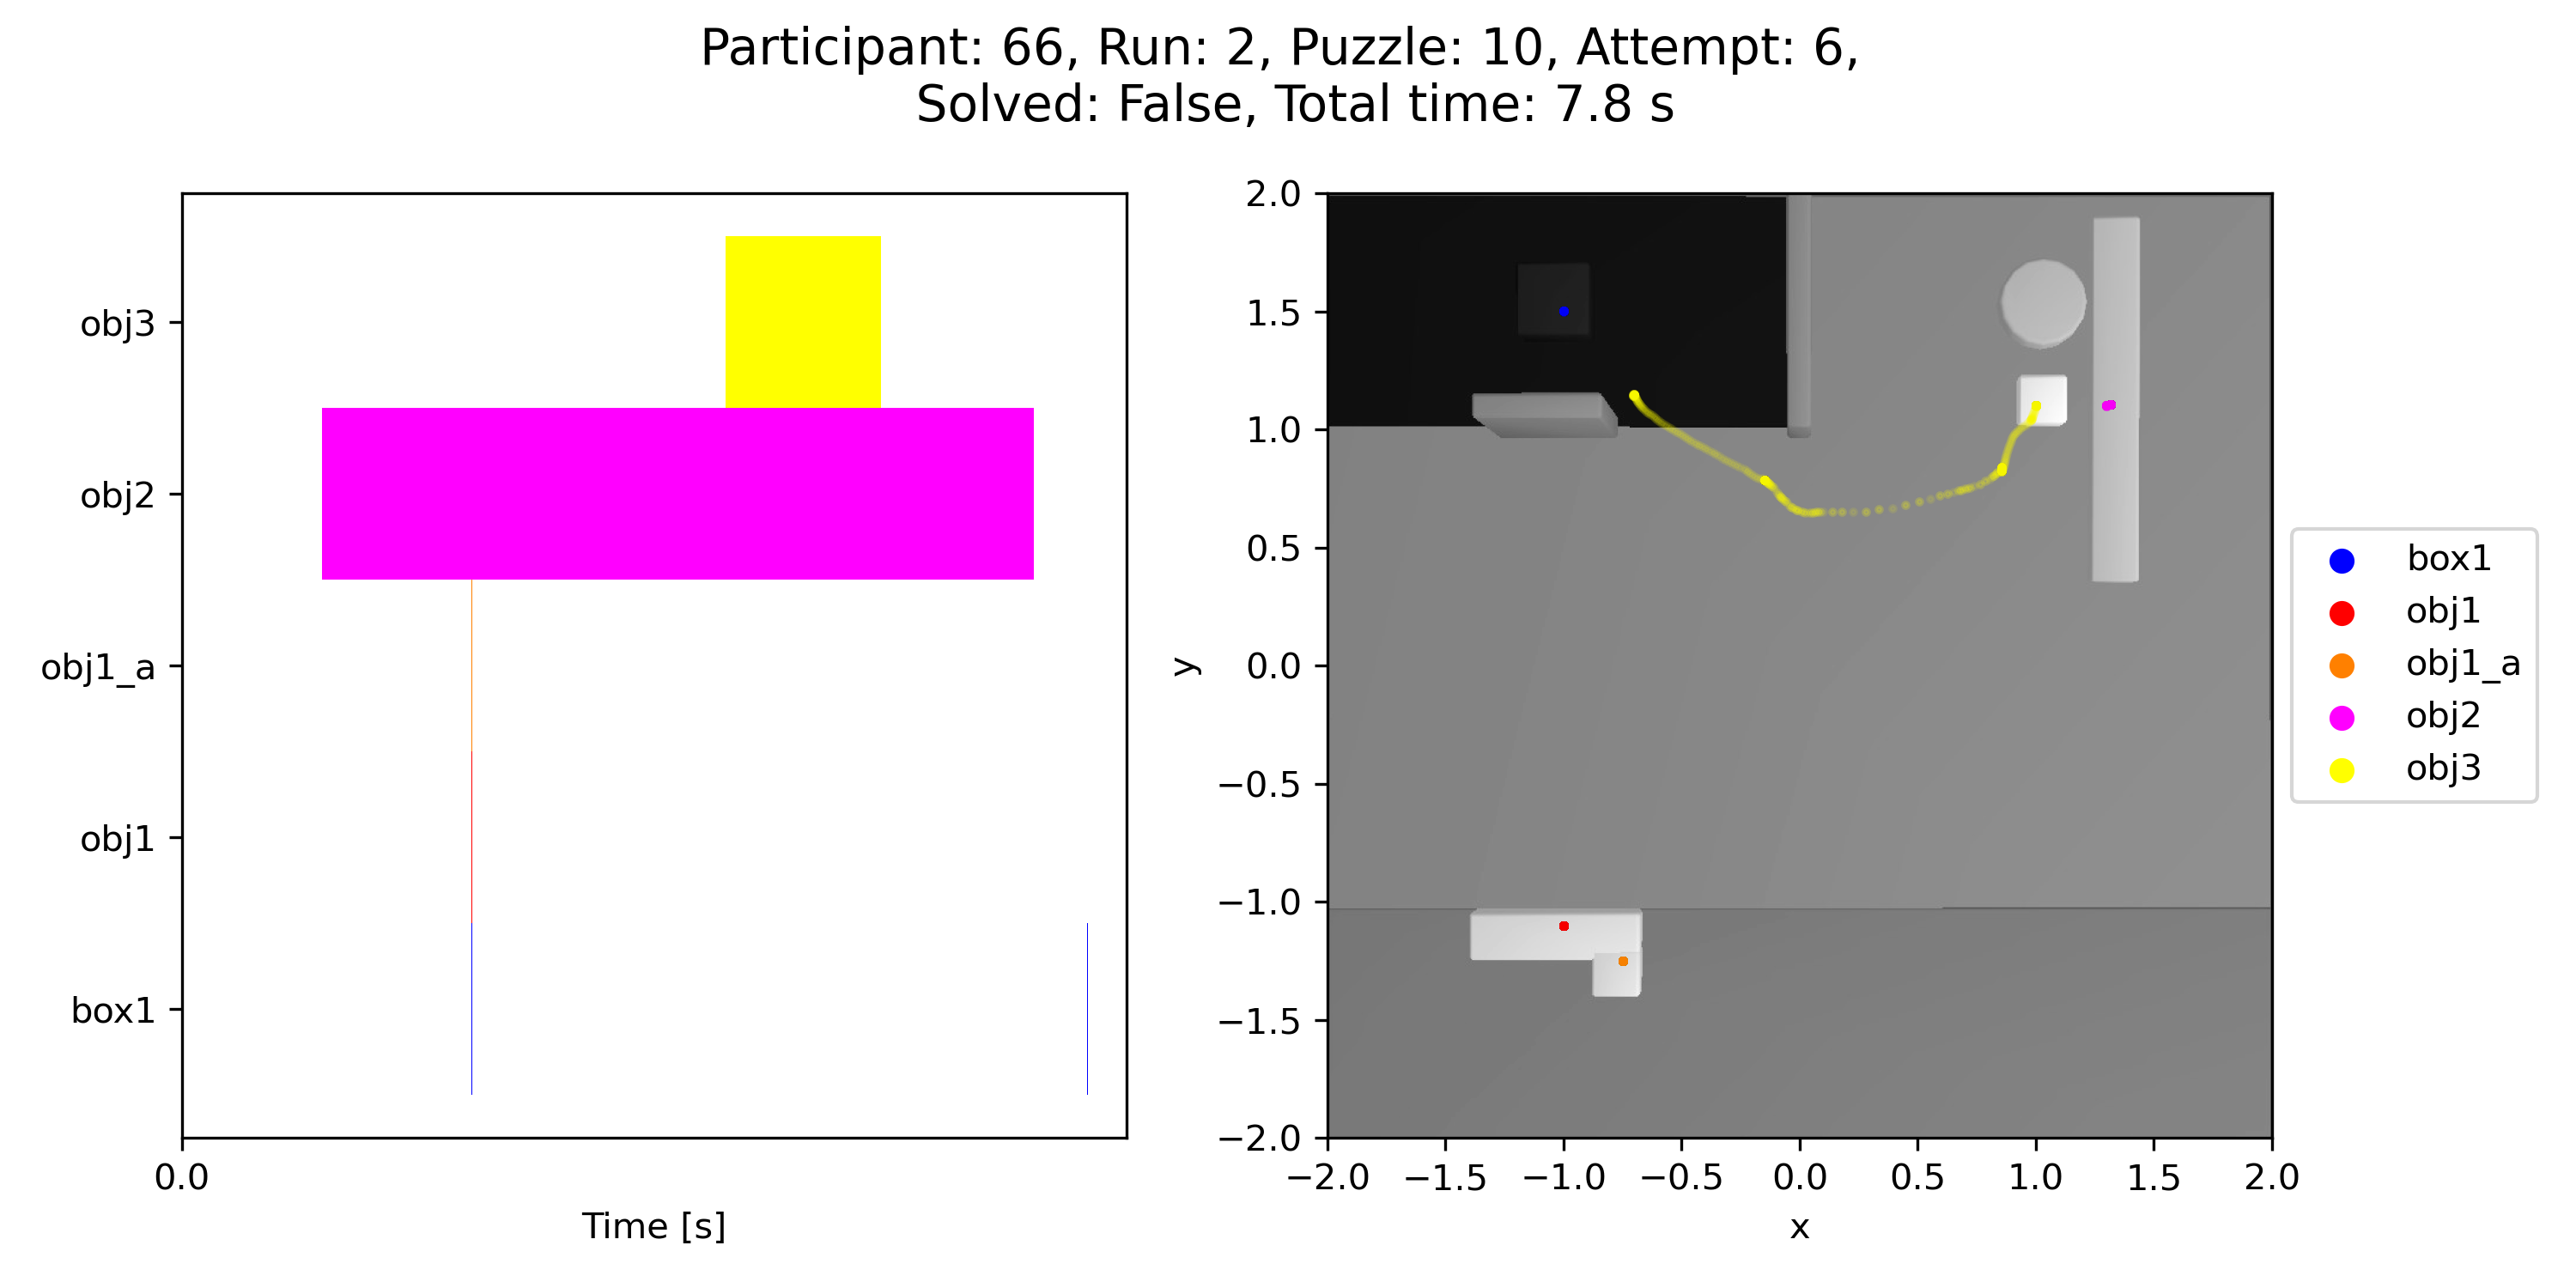 Participant: 66, Run: 2, Puzzle: 10, Attempt: 6,
Solved: False, Total time: 7.8 s
obj3
obj2
obj1_a
obj1
box1
0.0
Time [s]
2.0
1.5
1.0
0.5
0.0
−0.5
−1.0
−1.5
−2.0
y
−2.0 −1.5 −1.0 −0.5 0.0 0.5 1.0 1.5 2.0
x
box1
obj1
obj1_a
obj2
obj3